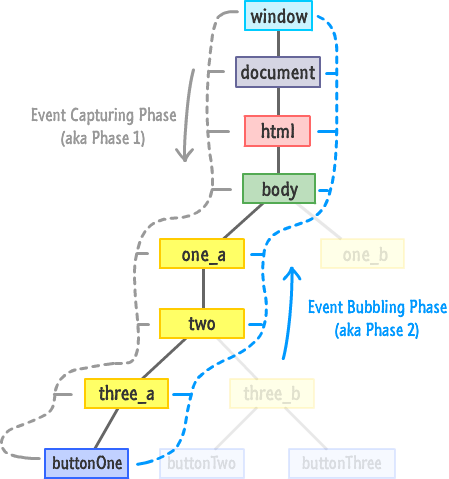 window
document
Event Capturing Phase
(aka Phase 1)
html
body
one_a
one_b
Event Bubbling Phase
(aka Phase 2)
two
three_a
three_b
buttonOne
buttonTwo
buttonThree